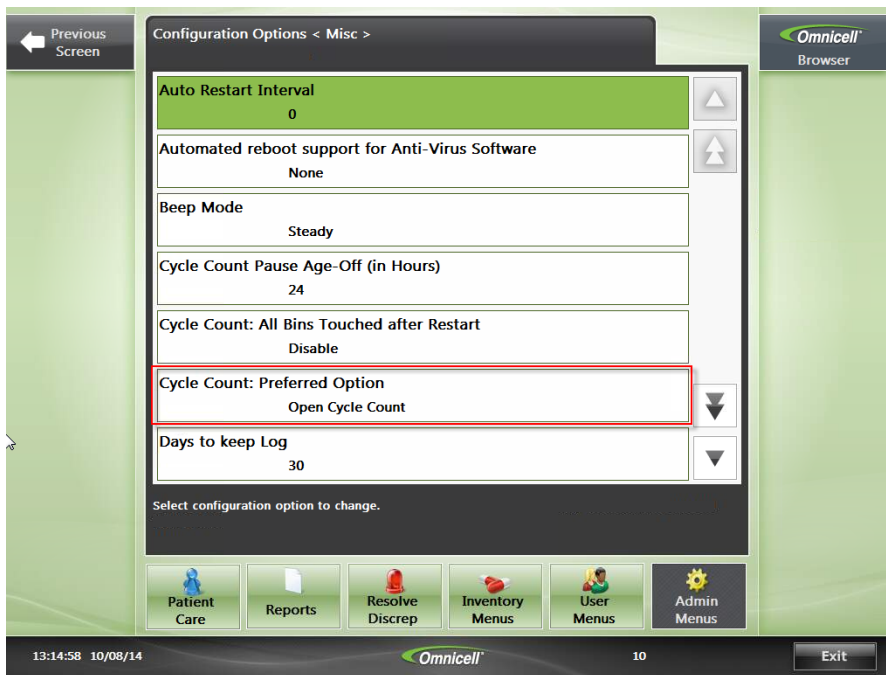 Previous
Screen
Configuration Options < Misc >
Omnicell
Browser
Auto Restart Interval
0
Automated reboot support for Anti-Virus Software
None
Beep Mode
Steady
Cycle Count Pause Age-Off (in Hours)
24
Cycle Count: All Bins Touched after Restart
Disable
Cycle Count: Preferred Option
Open Cycle Count
Days to keep Log
30
Select configuration option to change.
Patient
Care
Reports
Resolve
Discrep
Inventory
Menus
User
Menus
Admin
Menus
13:14:58 10/08/14
Omnicell
10
Exit